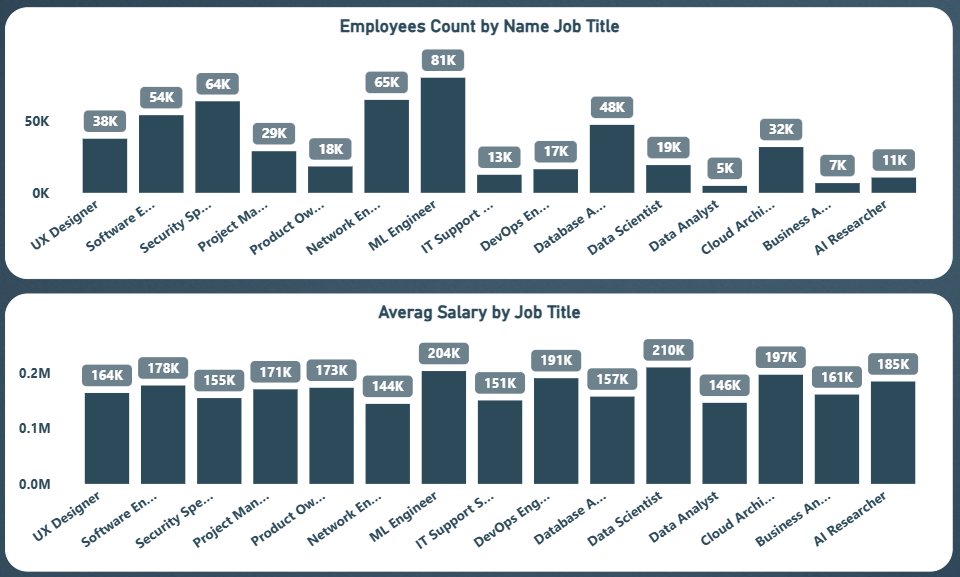 Employees Count by Name Job Title
81K
65K
64K
54K
48K
38K
32K
29K
19K
18K
17K
13K
11K
7K
5K
50K
0K
UX Designer
Software E...
Security Sp...
Project Ma...
Product Ow...
Network En...
ML Engineer
IT Support ...
DevOps En...
Database A...
Data Scientist
Data Analyst
Cloud Archi...
Business A...
AI Researcher
Averag Salary by Job Title
210K
204K
197K
191K
185K
178K
173K
171K
164K
161K
157K
155K
151K
146K
144K
0.2M
0.1M
0.0M
UX Designer
Software En...
Security Spe...
Project Man...
Product Ow...
Network En...
ML Engineer
IT Support S...
DevOps Eng...
Database A...
Data Scientist
Data Analyst
Cloud Archi...
Business An...
AI Researcher